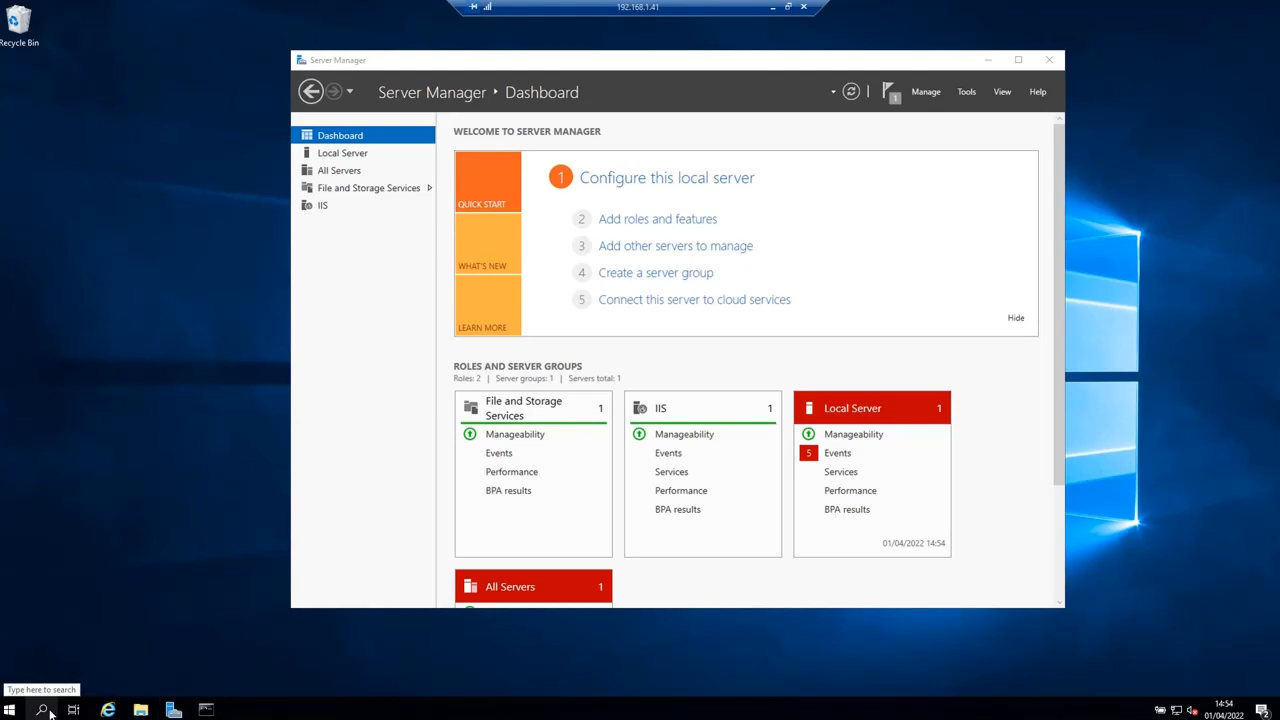 192.168.1.41
Recycle Bin
Server Manager
Server Manager ‣ Dashboard
1
Manage
Tools
View
Help
Dashboard
Local Server
All Servers
File and Storage Services
IIS
WELCOME TO SERVER MANAGER
QUICK START
WHAT'S NEW
LEARN MORE
1 Configure this local server
2 Add roles and features
3 Add other servers to manage
4 Create a server group
5 Connect this server to cloud services
Hide
ROLES AND SERVER GROUPS
Roles: 2 | Server groups: 1 | Servers total: 1
File and Storage
Services
1
Manageability
Events
Performance
BPA results
IIS 1
Manageability
Events
Services
Performance
BPA results
Local Server 1
Manageability
5 Events
Services
Performance
BPA results
01/04/2022 14:54
All Servers 1
Type here to search
14:54
01/04/2022
2